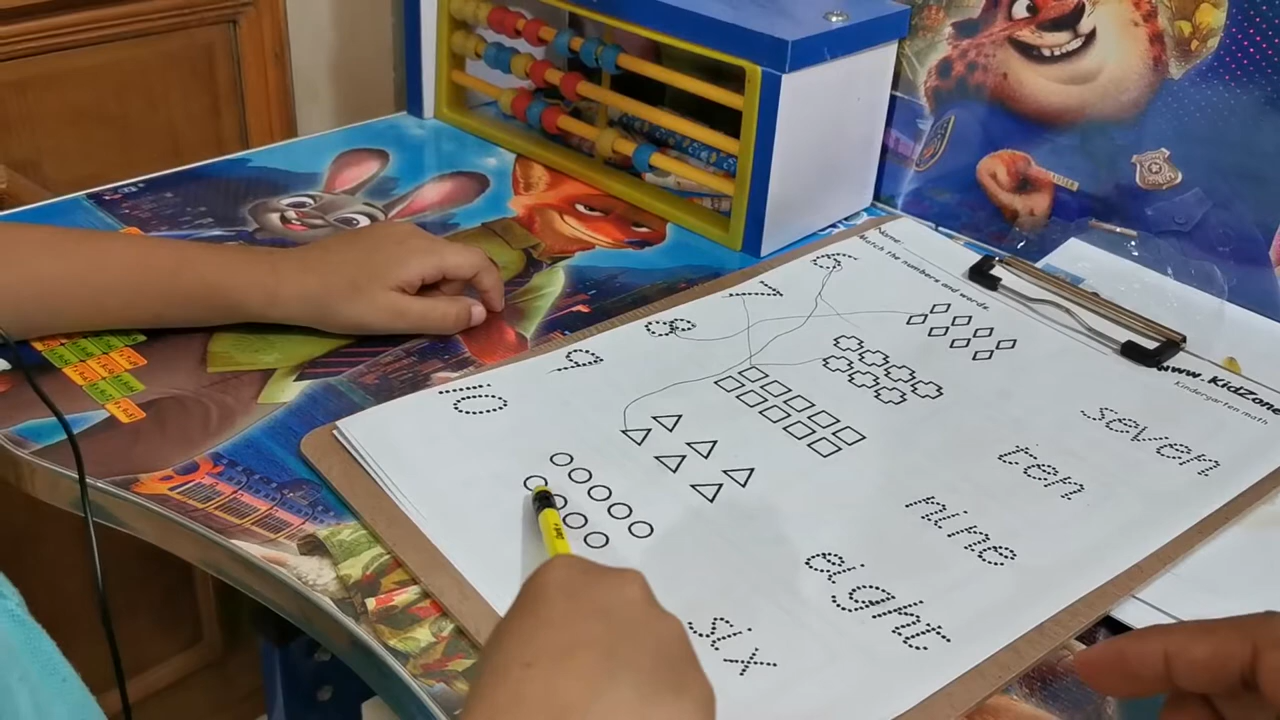 www.KidZone
Kindergarten math
Name:
Match the numbers and words.
6
seven
7
ten
8
nine
9
eight
10
six